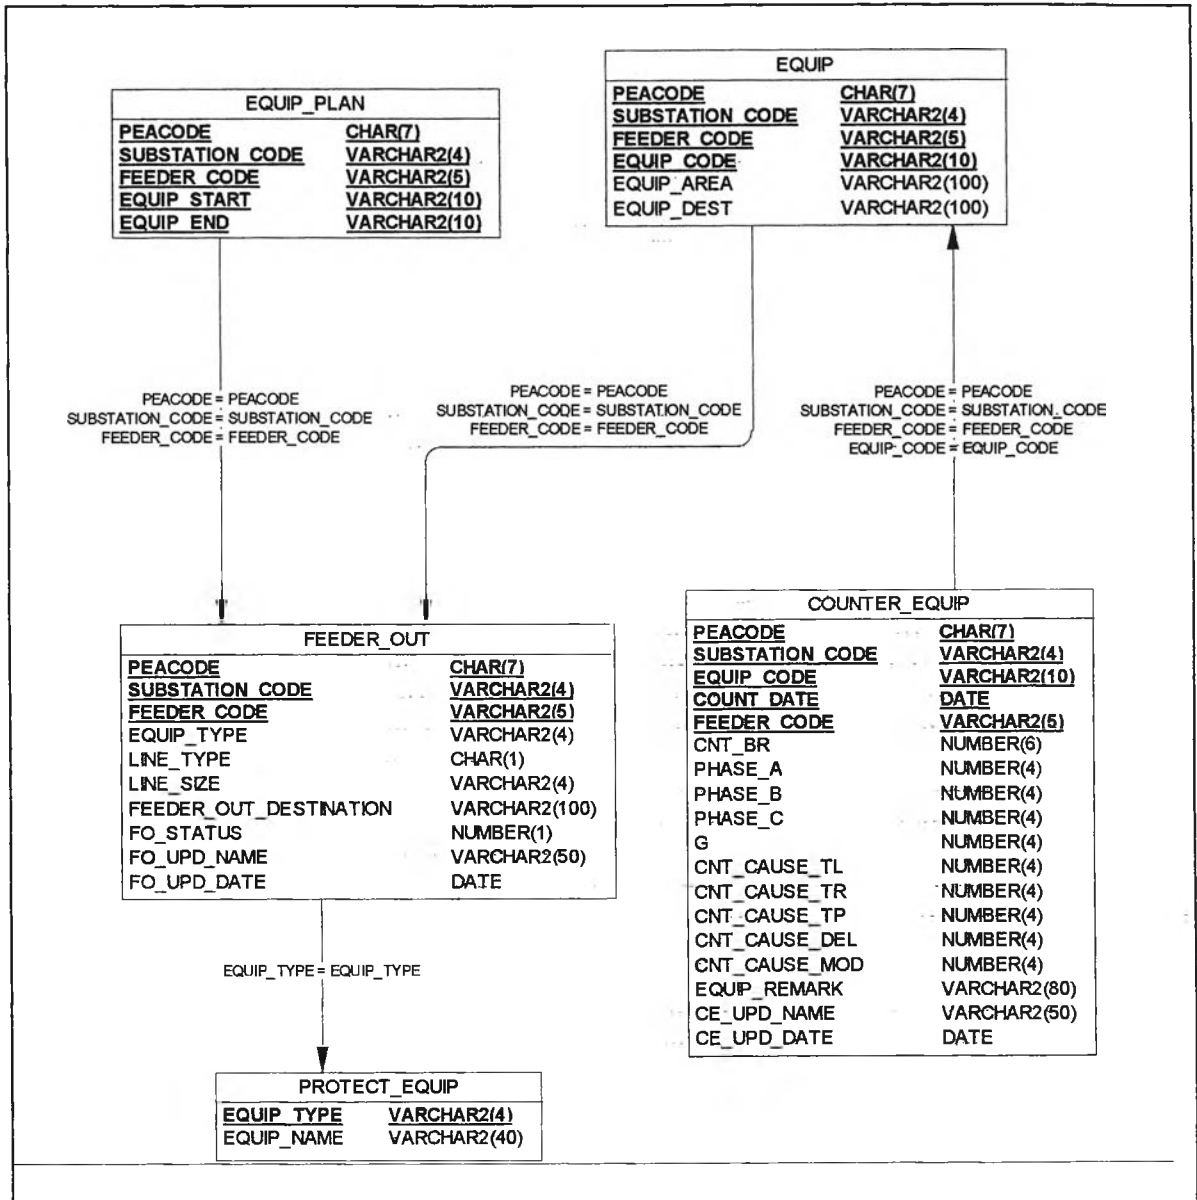 EQUIP_PLAN
PEACODE CHAR(7)
SUBSTATION_CODE VARCHAR2(4)
FEEDER_CODE VARCHAR2(5)
EQUIP_START VARCHAR2(10)
EQUIP_END VARCHAR2(10)
EQUIP
PEACODE CHAR(7)
SUBSTATION_CODE VARCHAR2(4)
FEEDER_CODE VARCHAR2(5)
EQUIP_CODE VARCHAR2(10)
EQUIP_AREA VARCHAR2(100)
EQUIP_DEST VARCHAR2(100)
PEACODE = PEACODE
SUBSTATION_CODE = SUBSTATION_CODE
FEEDER_CODE = FEEDER_CODE
PEACODE = PEACODE
SUBSTATION_CODE = SUBSTATION_CODE
FEEDER_CODE = FEEDER_CODE
PEACODE = PEACODE
SUBSTATION_CODE = SUBSTATION_CODE
FEEDER_CODE = FEEDER_CODE
EQUIP_CODE = EQUIP_CODE
FEEDER_OUT
PEACODE CHAR(7)
SUBSTATION_CODE VARCHAR2(4)
FEEDER_CODE VARCHAR2(5)
EQUIP_TYPE VARCHAR2(4)
LINE_TYPE CHAR(1)
LINE_SIZE VARCHAR2(4)
FEEDER_OUT_DESTINATION VARCHAR2(100)
FO_STATUS NUMBER(1)
FO_UPD_NAME VARCHAR2(50)
FO_UPD_DATE DATE
COUNTER_EQUIP
PEACODE CHAR(7)
SUBSTATION_CODE VARCHAR2(4)
EQUIP_CODE VARCHAR2(10)
COUNT_DATE DATE
FEEDER_CODE VARCHAR2(5)
CNT_BR NUMBER(6)
PHASE_A NUMBER(4)
PHASE_B NUMBER(4)
PHASE_C NUMBER(4)
G NUMBER(4)
CNT_CAUSE_TL NUMBER(4)
CNT_CAUSE_TR NUMBER(4)
CNT_CAUSE_TP NUMBER(4)
CNT_CAUSE_DEL NUMBER(4)
CNT_CAUSE_MOD NUMBER(4)
EQUIP_REMARK VARCHAR2(80)
CE_UPD_NAME VARCHAR2(50)
CE_UPD_DATE DATE
EQUIP_TYPE = EQUIP_TYPE
PROTECT_EQUIP
EQUIP_TYPE VARCHAR2(4)
EQUIP_NAME VARCHAR2(40)